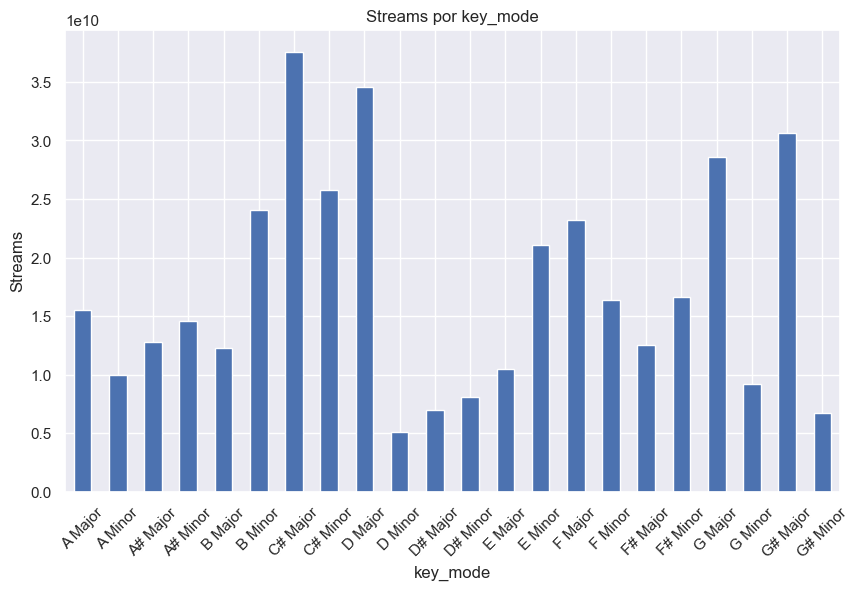 Streams por key_mode
1e10
3.5
3.0
2.5
2.0
1.5
1.0
0.5
0.0
Streams
A Major
A Minor
A# Major
A# Minor
B Major
B Minor
C# Major
C# Minor
D Major
D Minor
D# Major
D# Minor
E Major
E Minor
F Major
F Minor
F# Major
F# Minor
G Major
G Minor
G# Major
G# Minor
key_mode